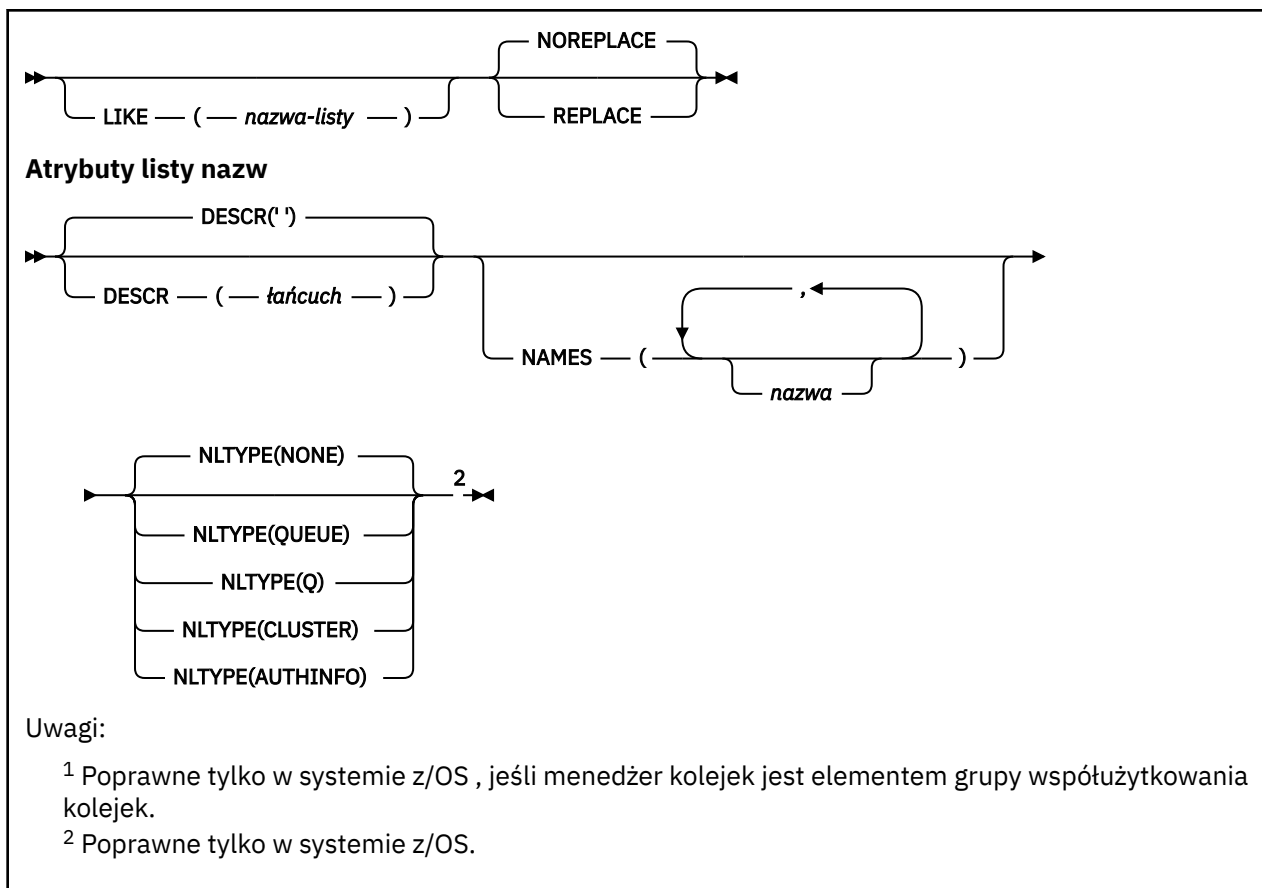 NOREPLACE
LIKE ( nazwa-listy ) REPLACE
Atrybuty listy nazw
DESCR(' ')
DESCR ( łańcuch )
,
NAMES ( )
nazwa
NLTYPE(NONE)
2
NLTYPE(QUEUE)
NLTYPE(Q)
NLTYPE(CLUSTER)
NLTYPE(AUTHINFO)
Uwagi:
1 Poprawne tylko w systemie z/OS , jeśli menedżer kolejek jest elementem grupy współużytkowania
kolejek.
2 Poprawne tylko w systemie z/OS.